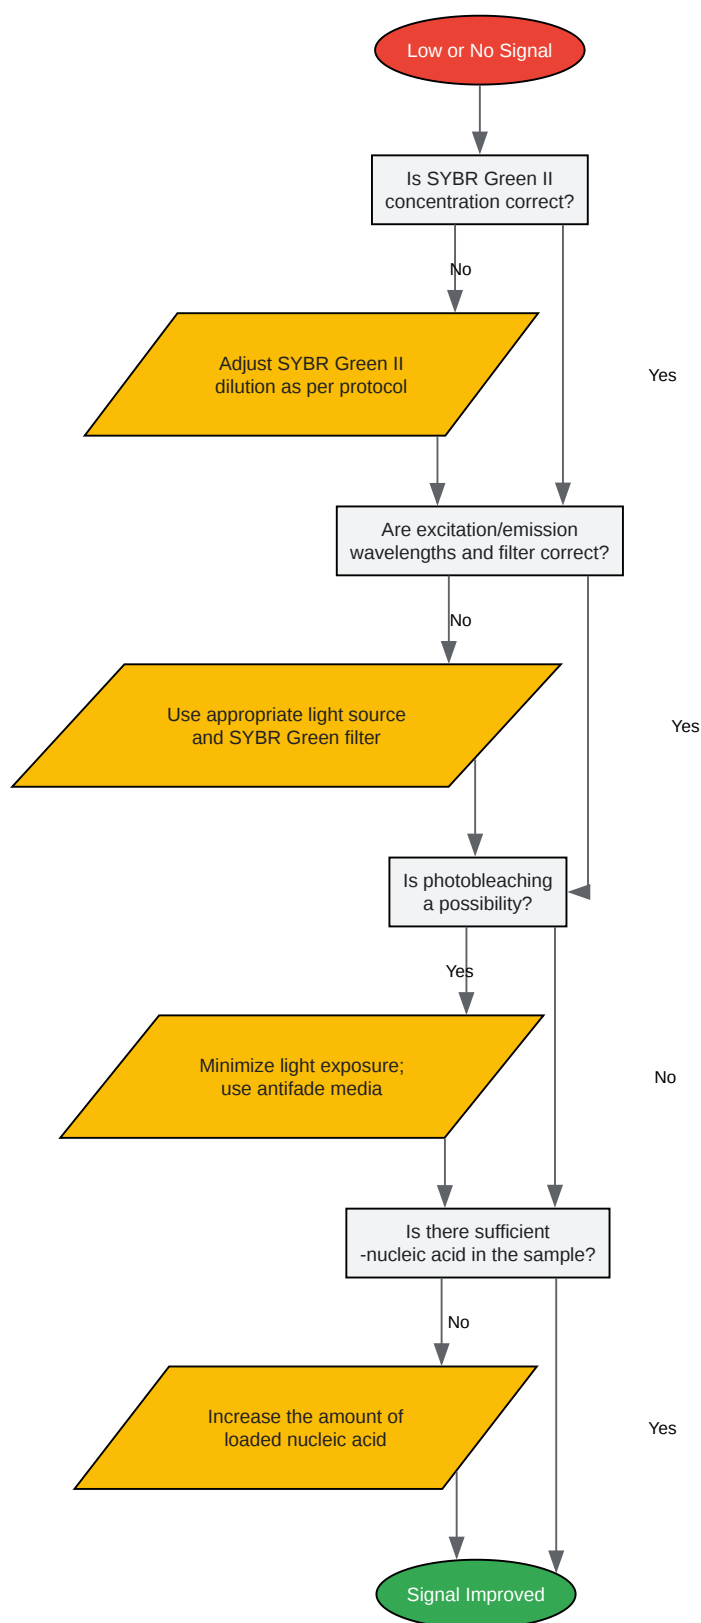 Low or No Signal
Is SYBR Green II
concentration correct?
No
Adjust SYBR Green II
dilution as per protocol
Yes
Are excitation/emission
wavelengths and filter correct?
No
Use appropriate light source
and SYBR Green filter
Yes
Is photobleaching
a possibility?
Yes
Minimize light exposure;
use antifade media
No
Is there sufficient
-nucleic acid in the sample?
No
Increase the amount of
loaded nucleic acid
Yes
Signal Improved